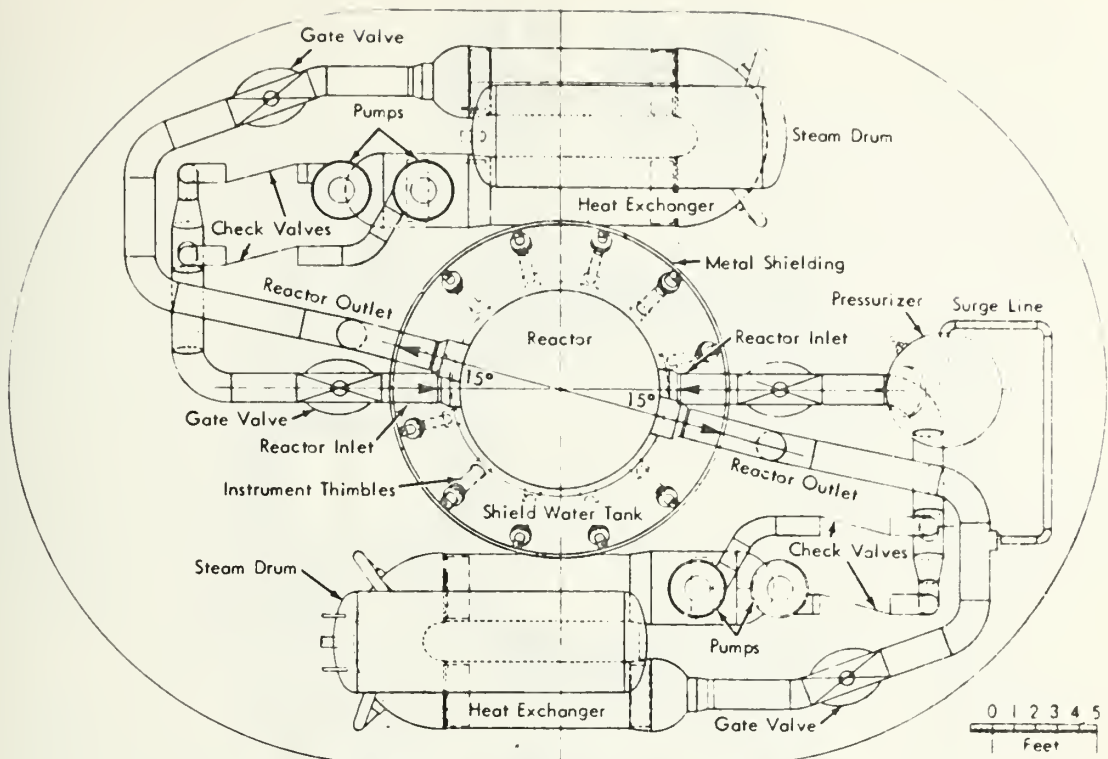 Gate Valve
Pumps
Steam Drum
Heat Exchanger
Check Valves
Metal Shielding
Reactor Outlet
Pressurizer
Surge Line
Reactor
Reactor Inlet
15°
15°
Gate Valve
Reactor Inlet
Reactor Outlet
Instrument Thimbles
Shield Water Tank
Check Valves
Steam Drum
Pumps
Heat Exchanger
Gate Valve
0 1 2 3 4 5
Feet